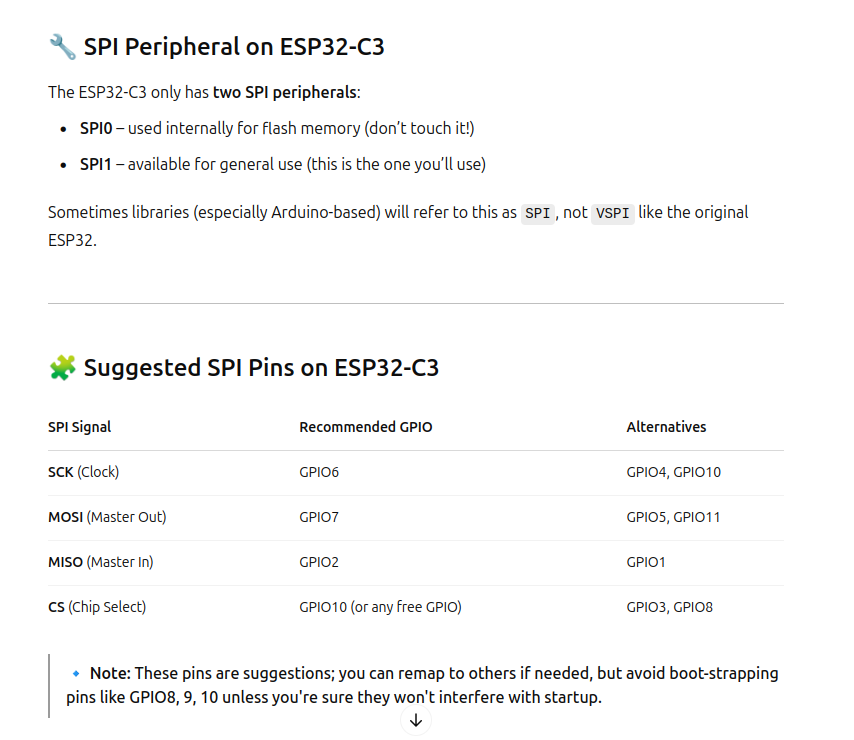 🔧 SPI Peripheral on ESP32-C3
The ESP32-C3 only has two SPI peripherals:
• SPI0 – used internally for flash memory (don’t touch it!)
• SPI1 – available for general use (this is the one you’ll use)
Sometimes libraries (especially Arduino-based) will refer to this as SPI, not VSPI like the original
ESP32.
🧩 Suggested SPI Pins on ESP32-C3
SPI Signal Recommended GPIO Alternatives
SCK (Clock) GPIO6 GPIO4, GPIO10
MOSI (Master Out) GPIO7 GPIO5, GPIO11
MISO (Master In) GPIO2 GPIO1
CS (Chip Select) GPIO10 (or any free GPIO) GPIO3, GPIO8
🔹 Note: These pins are suggestions; you can remap to others if needed, but avoid boot-strapping
pins like GPIO8, 9, 10 unless you're sure they won't interfere with startup.